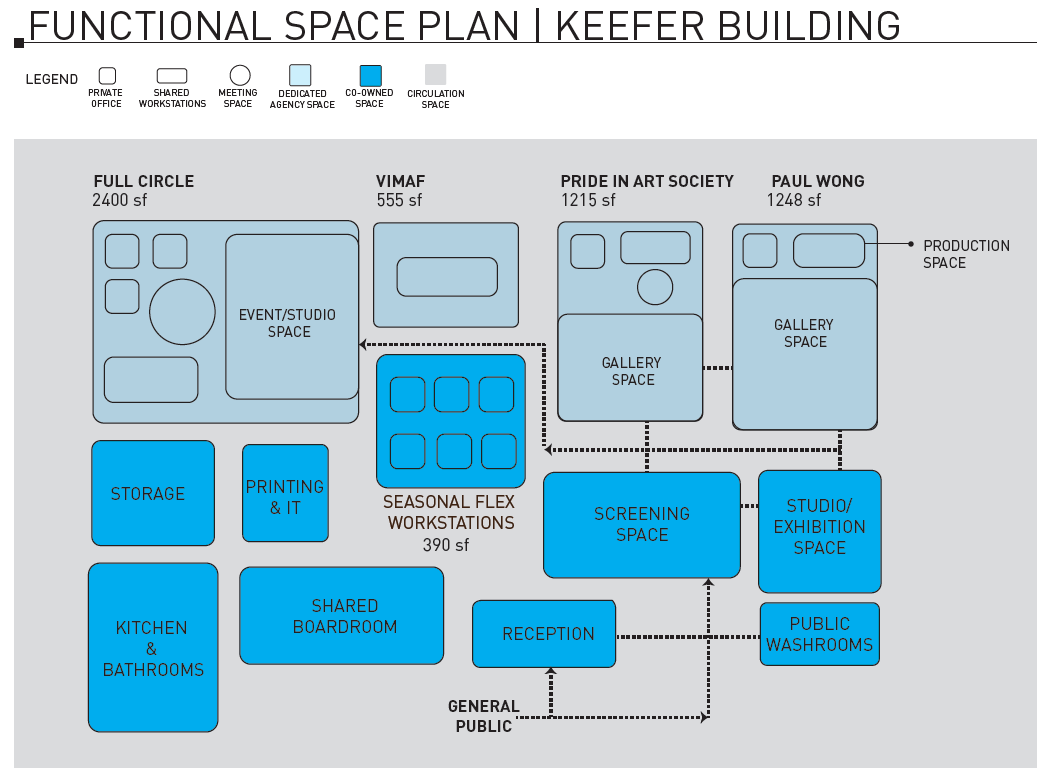 FUNCTIONAL SPACE PLAN | KEEFER BUILDING
LEGEND
PRIVATE
OFFICE
SHARED
WORKSTATIONS
MEETING
SPACE
DEDICATED
AGENCY SPACE
CO-OWNED
SPACE
CIRCULATION
SPACE
FULL CIRCLE
2400 sf
VIMAF
555 sf
PRIDE IN ART SOCIETY
1215 sf
PAUL WONG
1248 sf
PRODUCTION
SPACE
EVENT/STUDIO
SPACE
GALLERY
SPACE
GALLERY
SPACE
STORAGE
PRINTING
& IT
SEASONAL FLEX
WORKSTATIONS
390 sf
SCREENING
SPACE
STUDIO/
EXHIBITION
SPACE
KITCHEN
&
BATHROOMS
SHARED
BOARDROOM
RECEPTION
PUBLIC
WASHROOMS
GENERAL
PUBLIC